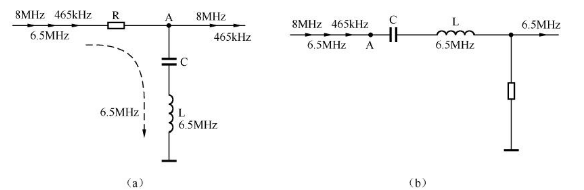 8MHz 465kHz R A 8MHz
6.5MHz 465kHz
C
6.5MHz L
6.5MHz
(a)
8MHz 465kHz C L 6.5MHz
6.5MHz A 6.5MHz
(b)